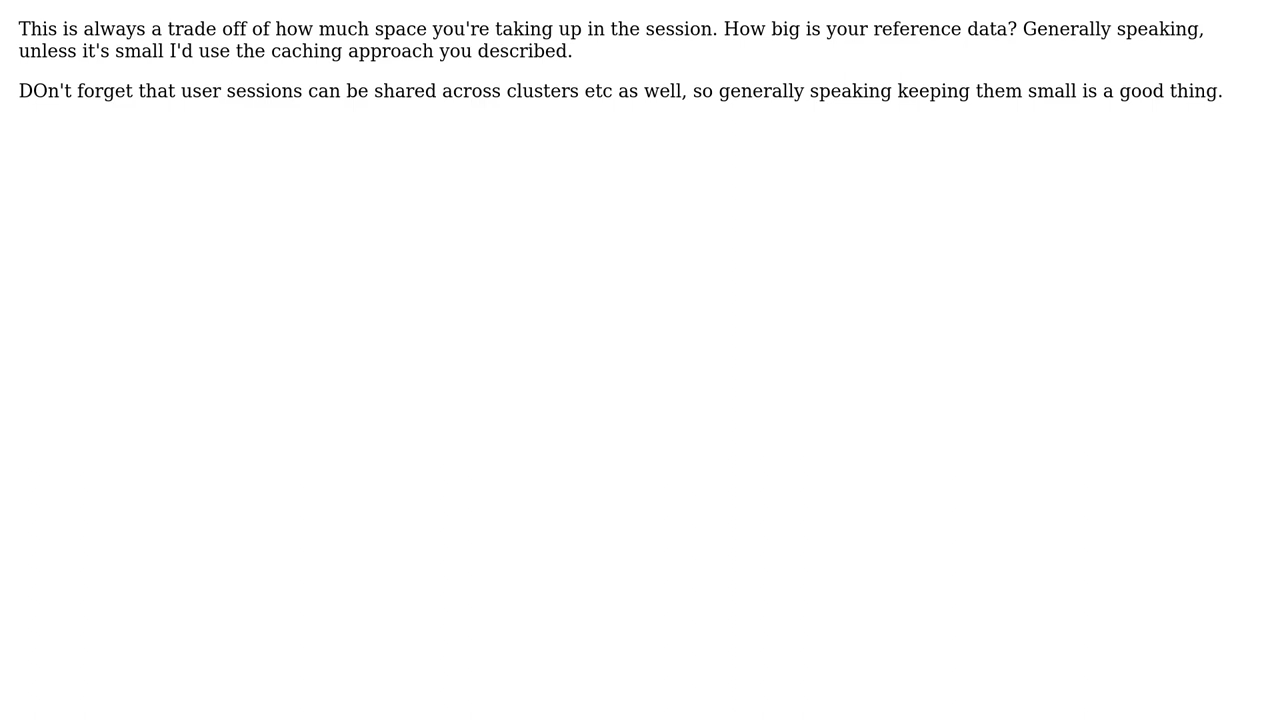 This is always a trade off of how much space you're taking up in the session. How big is your reference data? Generally speaking,
unless it's small I'd use the caching approach you described.
DOn't forget that user sessions can be shared across clusters etc as well, so generally speaking keeping them small is a good thing.